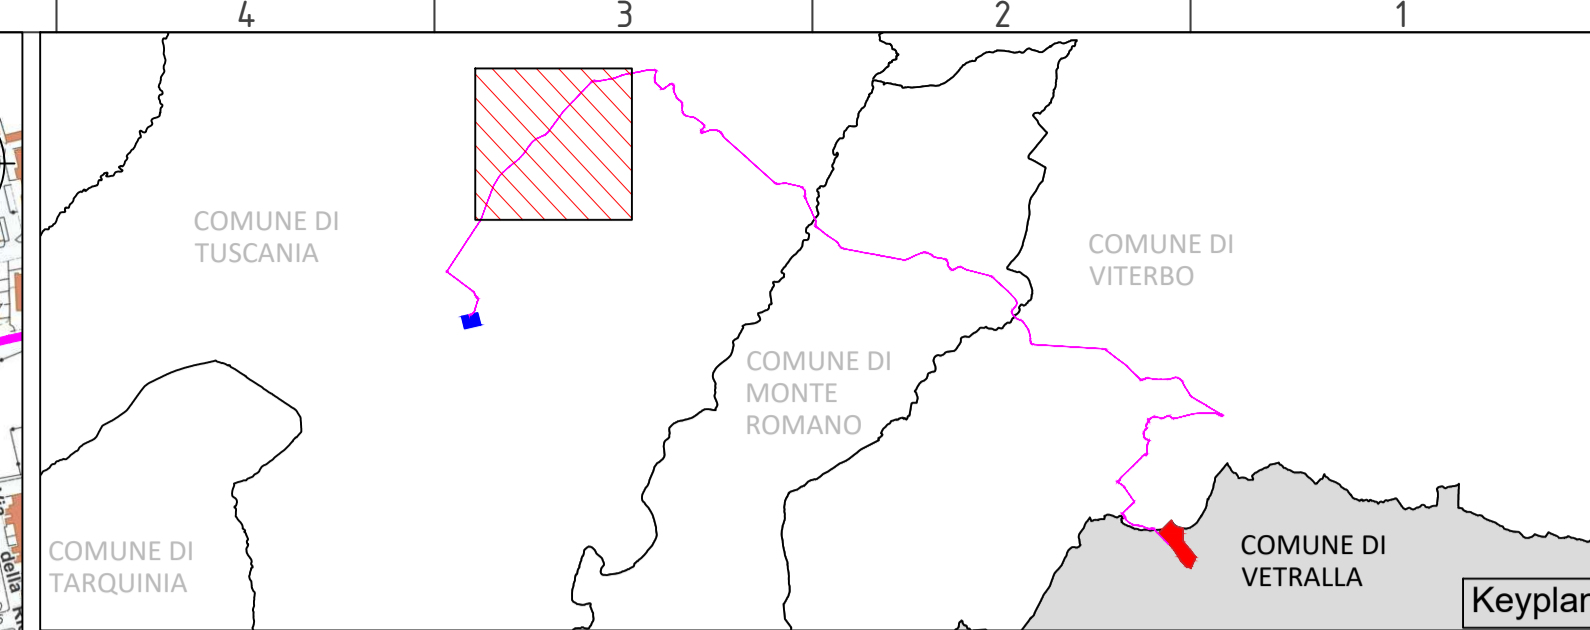 4 3 2 1
COMUNE DI
TUSCANIA
COMUNE DI
VITERBO
COMUNE DI
MONTE
ROMANO
COMUNE DI
TARQUINIA
COMUNE DI
VETRALLA
Keyplan
della